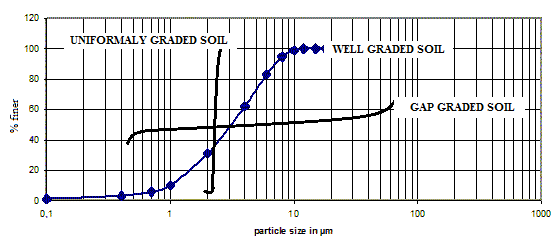 120
100
80
60
40
20
0
% finer
UNIFORMALY GRADED SOIL
WELL GRADED SOIL
GAP GRADED SOIL
0,1
1
10
100
1000
particle size in µm